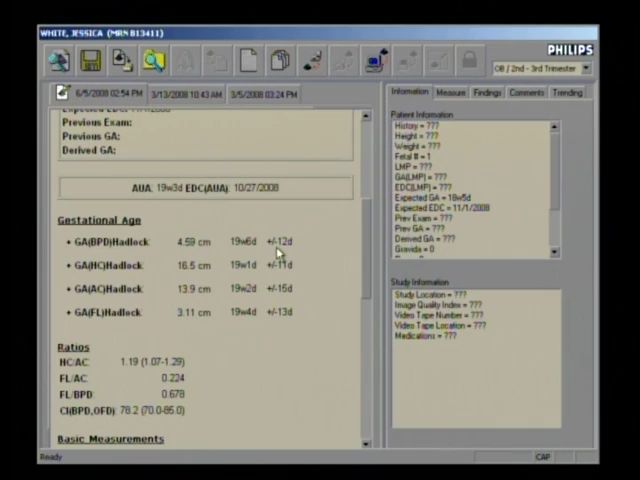 WHITE, JESSICA (MRN 813411)
PHILIPS
OB / 2nd - 3rd Trimester
6/5/2008 02:54 PM
3/13/2008 10:43 AM
3/5/2008 03:24 PM
Information
Measure
Findings
Comments
Trending
Expected EDC: 11/1/2008
Previous Exam:
Previous GA:
Derived GA:
AUA: 19w3d EDC(AUA): 10/27/2008
Gestational Age
+ GA(BPD)Hadlock: 4.59 cm 19w6d +/-12d
+ GA(HC)Hadlock: 16.5 cm 19w1d +/-11d
+ GA(AC)Hadlock: 13.9 cm 19w2d +/-15d
+ GA(FL)Hadlock: 3.11 cm 19w4d +/-13d
Ratios
HC/AC: 1.19 (1.07-1.29)
FL/AC: 0.224
FL/BPD: 0.678
CI(BPD,OFD): 78.2 (70.0-85.0)
Basic Measurements
Patient Information
History = ???
Height = ???
Weight = ???
Fetal # = 1
LMP = ???
GA(LMP) = ???
EDC(LMP) = ???
Expected GA = 18w5d
Expected EDC = 11/1/2008
Prev Exam = ???
Prev GA = ???
Derived GA = ???
Gravida = 0
Study Information
Study Location = ???
Image Quality Index = ???
Video Tape Number = ???
Video Tape Location = ???
Medications = ???
Ready
CAP